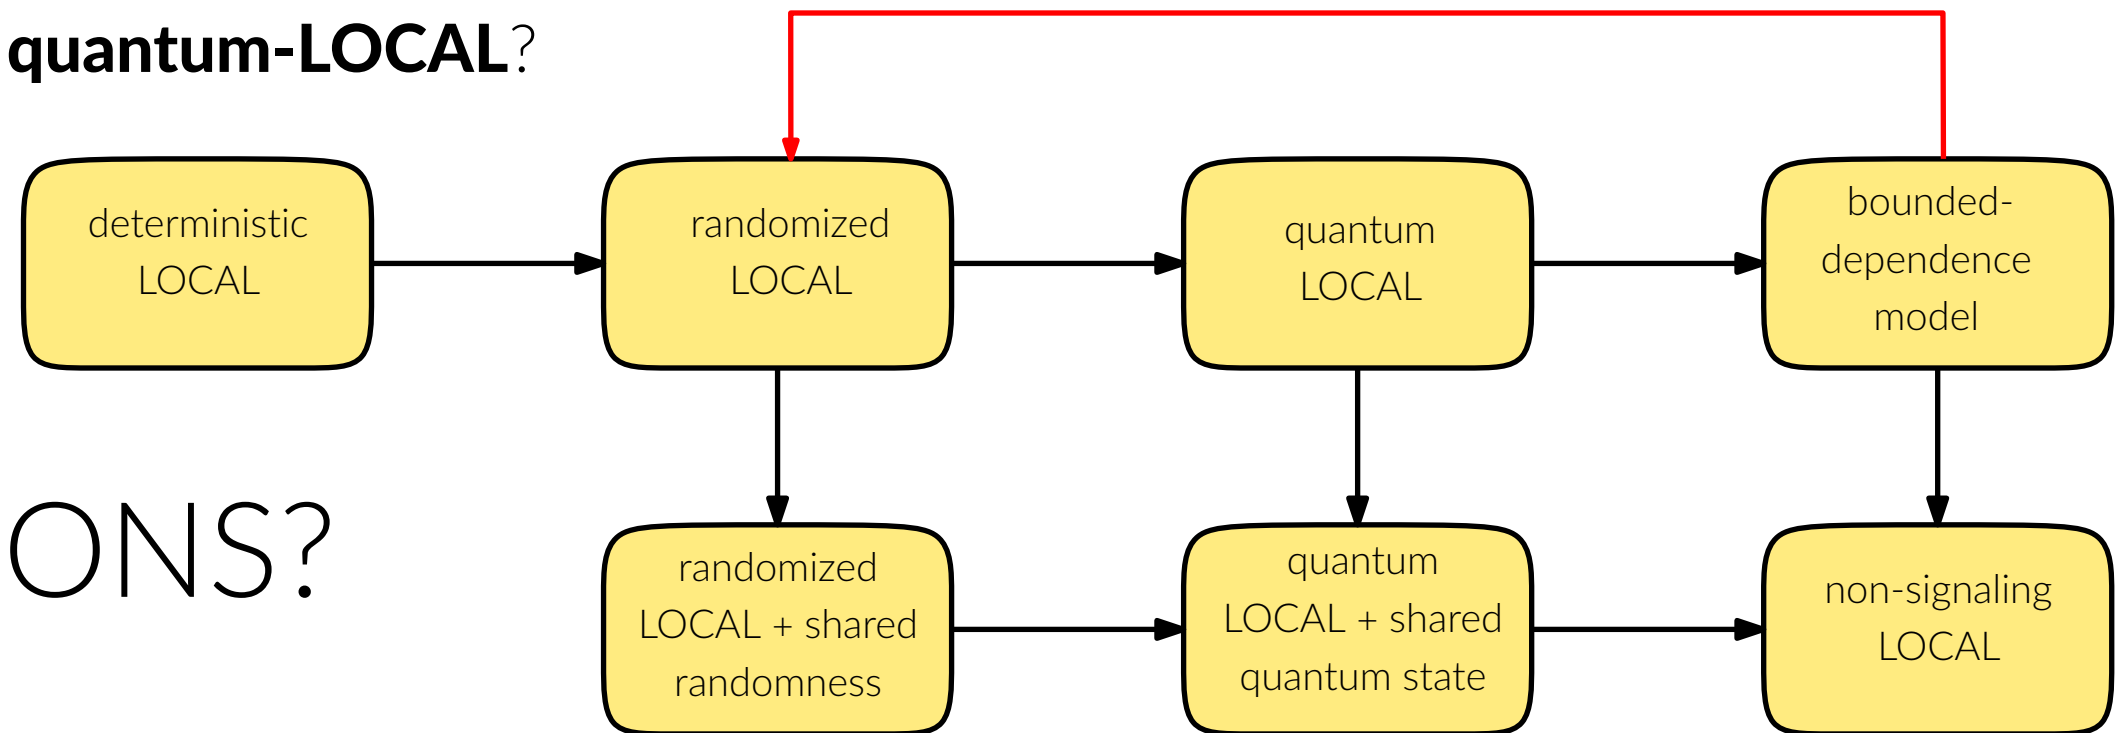 quantum-LOCAL?
deterministic
LOCAL
randomized
LOCAL
quantum
LOCAL
bounded-
dependence
model
ONS?
randomized
LOCAL + shared
randomness
quantum
LOCAL + shared
quantum state
non-signaling
LOCAL